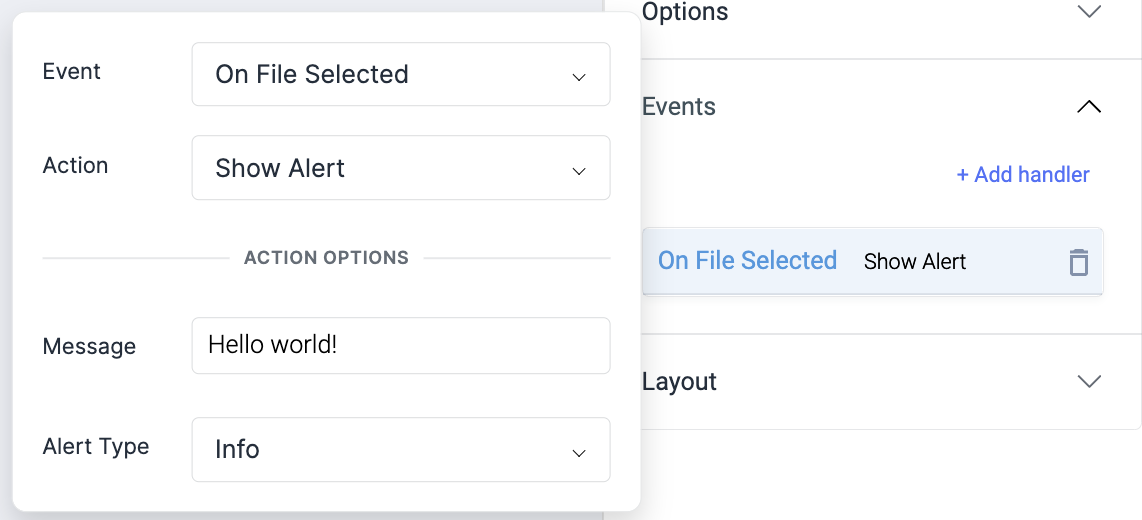 Event
On File Selected
Action
Show Alert
ACTION OPTIONS
Message
Hello world!
Alert Type
Info
Options
Events
+ Add handler
On File Selected Show Alert
Layout